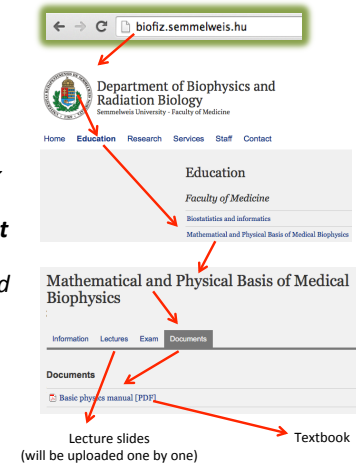 biofiz.semmelweis.hu
Department of Biophysics and
Radiation Biology
Semmelweis University - Faculty of Medicine
Home Education Research Services Staff Contact
Education
Faculty of Medicine
Biostatistics and informatics
Mathematical and Physical Basis of Medical Biophysics
t
d
Mathematical and Physical Basis of Medical
Biophysics
Information Lectures Exam Documents
Documents
Basic physics manual [PDF]
Lecture slides
(will be uploaded one by one)
Textbook